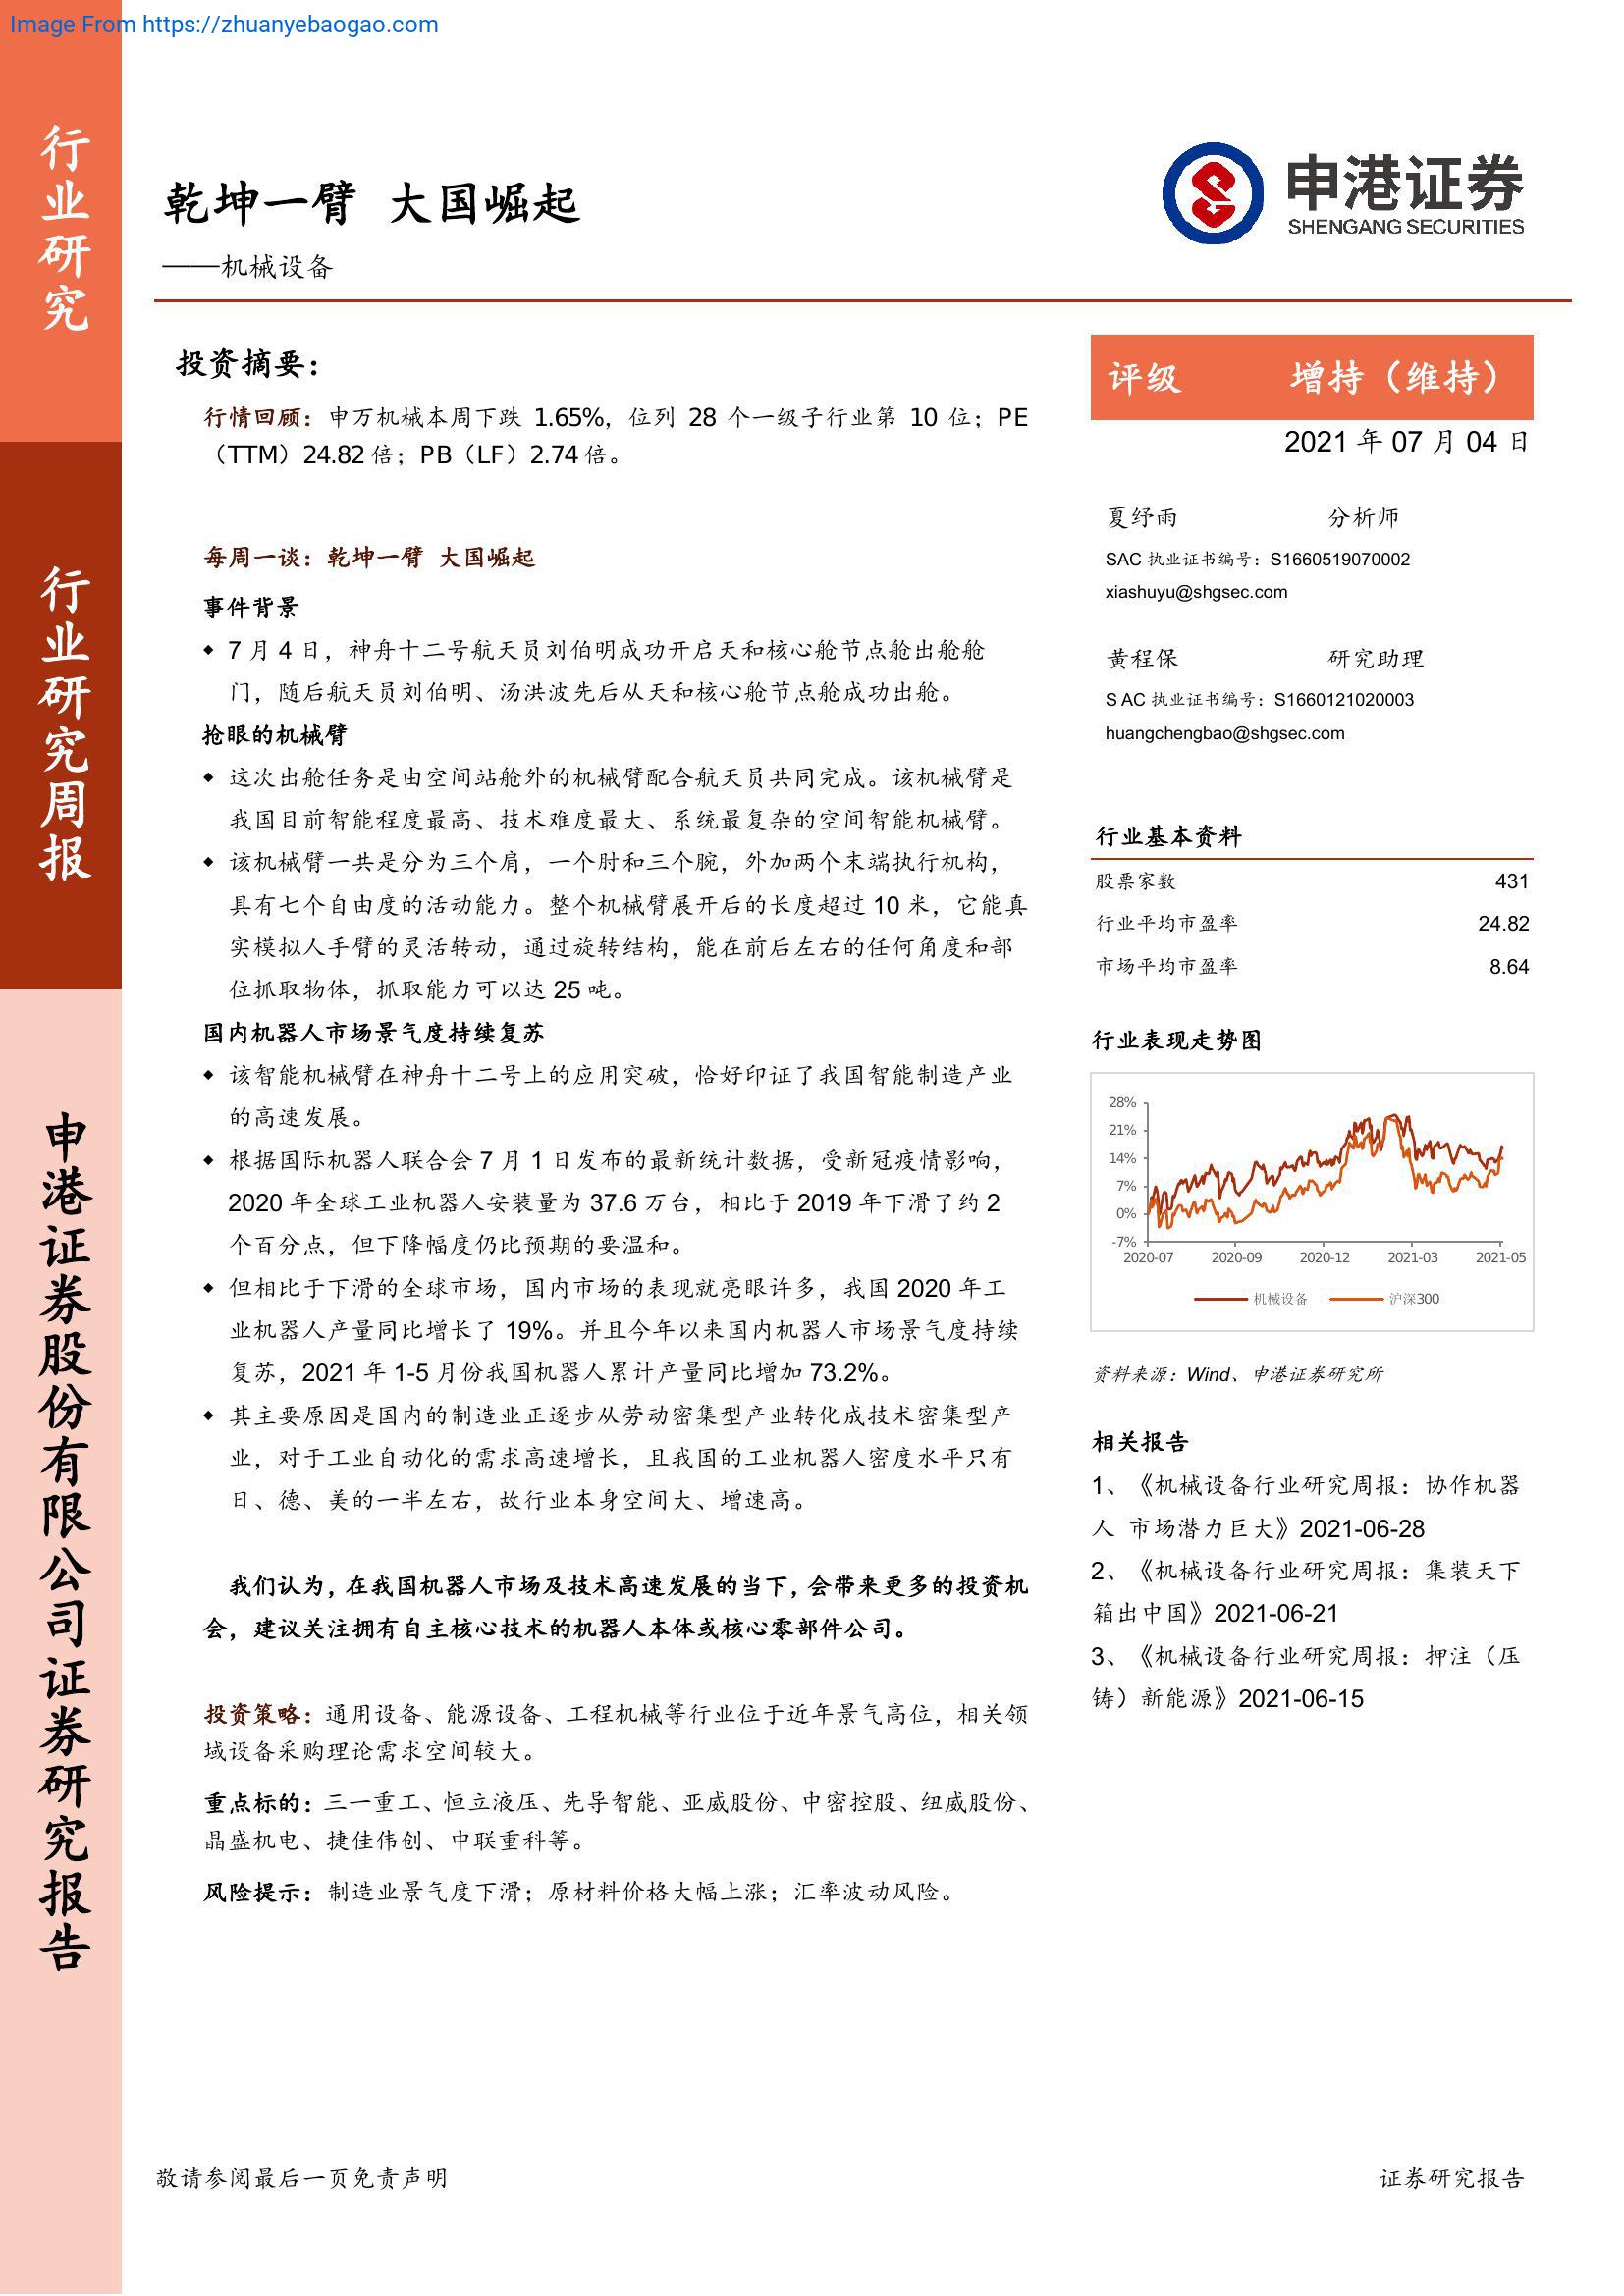 Image From https://zhuanyebaogao.com
行业研究
行业研究周报
申港证券股份有限公司证券研究报告
乾坤一臂 大国崛起
——机械设备
申港证券
SHENGANG SECURITIES
投资摘要：
行情回顾：申万机械本周下跌 1.65%，位列 28 个一级子行业第 10 位；PE
（TTM）24.82 倍；PB（LF）2.74 倍。
每周一谈：乾坤一臂 大国崛起
事件背景
◆ 7 月 4 日，神舟十二号航天员刘伯明成功开启天和核心舱节点舱出舱舱
门，随后航天员刘伯明、汤洪波先后从天和核心舱节点舱成功出舱。
抢眼的机械臂
◆ 这次出舱任务是由空间站舱外的机械臂配合航天员共同完成。该机械臂是
我国目前智能程度最高、技术难度最大、系统最复杂的空间智能机械臂。
◆ 该机械臂一共是分为三个肩，一个肘和三个腕，外加两个末端执行机构，
具有七个自由度的活动能力。整个机械臂展开后的长度超过 10 米，它能真
实模拟人手臂的灵活转动，通过旋转结构，能在前后左右的任何角度和部
位抓取物体，抓取能力可以达 25 吨。
国内机器人市场景气度持续复苏
◆ 该智能机械臂在神舟十二号上的应用突破，恰好印证了我国智能制造产业
的高速发展。
◆ 根据国际机器人联合会 7 月 1 日发布的最新统计数据，受新冠疫情影响，
2020 年全球工业机器人安装量为 37.6 万台，相比于 2019 年下滑了约 2
个百分点，但下降幅度仍比预期的要温和。
◆ 但相比于下滑的全球市场，国内市场的表现就亮眼许多，我国 2020 年工
业机器人产量同比增长了 19%。并且今年以来国内机器人市场景气度持续
复苏，2021 年 1-5 月份我国机器人累计产量同比增加 73.2%。
◆ 其主要原因是国内的制造业正逐步从劳动密集型产业转化成技术密集型产
业，对于工业自动化的需求高速增长，且我国的工业机器人密度水平只有
日、德、美的一半左右，故行业本身空间大、增速高。
我们认为，在我国机器人市场及技术高速发展的当下，会带来更多的投资机
会，建议关注拥有自主核心技术的机器人本体或核心零部件公司。
投资策略：通用设备、能源设备、工程机械等行业位于近年景气高位，相关领
域设备采购理论需求空间较大。
重点标的：三一重工、恒立液压、先导智能、亚威股份、中密控股、纽威股份、
晶盛机电、捷佳伟创、中联重科等。
风险提示：制造业景气度下滑；原材料价格大幅上涨；汇率波动风险。
评级 增持（维持）
2021 年 07 月 04 日
夏纾雨 分析师
SAC 执业证书编号：S1660519070002
xiashuyu@shgsec.com
黄程保 研究助理
S AC 执业证书编号：S1660121020003
huangchengbao@shgsec.com
行业基本资料
股票家数 431
行业平均市盈率 24.82
市场平均市盈率 8.64
行业表现走势图
28%
21%
14%
7%
0%
-7%
2020-07 2020-09 2020-12 2021-03 2021-05
机械设备 沪深300
资料来源：Wind、申港证券研究所
相关报告
1、《机械设备行业研究周报：协作机器
人 市场潜力巨大》2021-06-28
2、《机械设备行业研究周报：集装天下
箱出中国》2021-06-21
3、《机械设备行业研究周报：押注（压
铸）新能源》2021-06-15
敬请参阅最后一页免责声明 证券研究报告